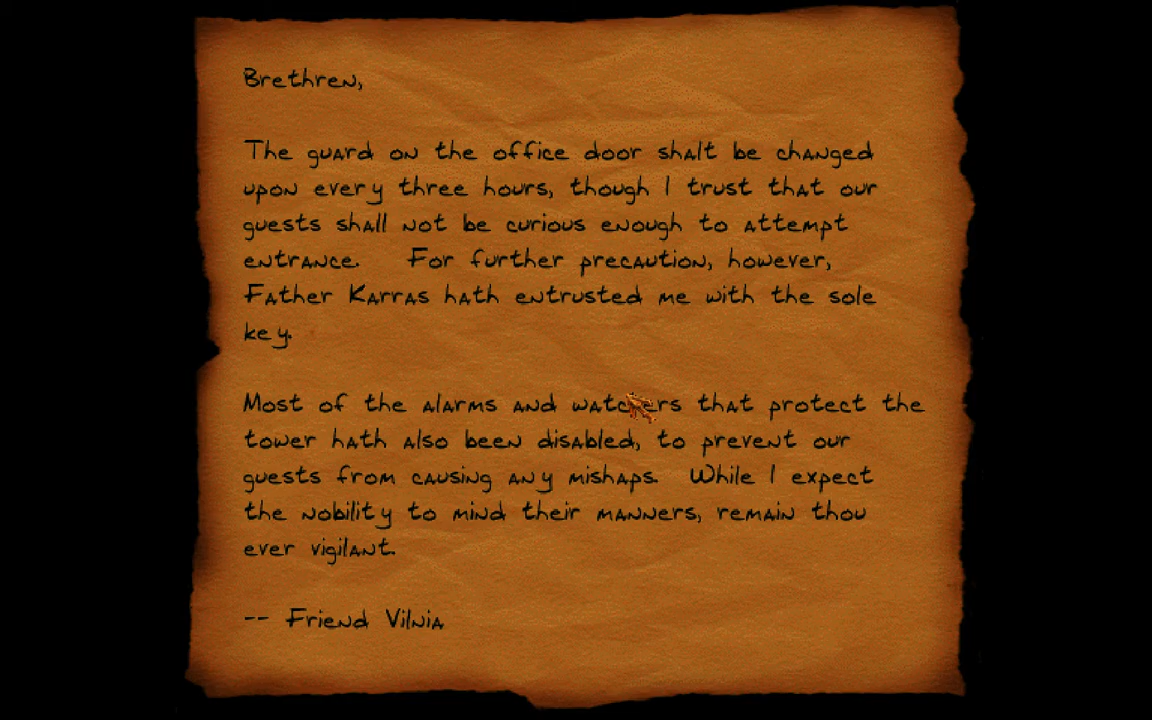 Brethren,
The guard on the office door shalt be changed
upon every three hours, though I trust that our
guests shall not be curious enough to attempt
entrance. For further precaution, however,
Father Karras hath entrusted me with the sole
key.
Most of the alarms and watchers that protect the
tower hath also been disabled, to prevent our
guests from causing any mishaps. While I expect
the nobility to mind their manners, remain thou
ever vigilant.
-- Friend Vilnia